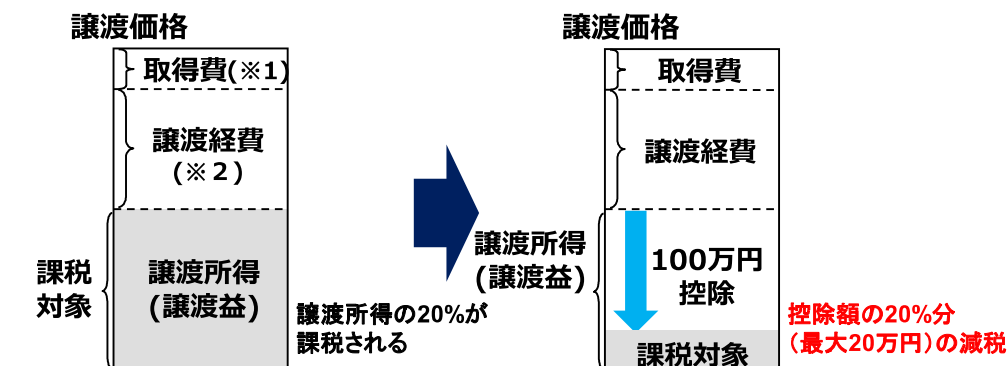 譲渡価格
取得費(※1)
譲渡経費
(※２)
課税
対象
譲渡所得
(譲渡益)
譲渡所得の20%が
課税される
譲渡価格
取得費
譲渡経費
譲渡所得
(譲渡益)
100万円
控除
課税対象
控除額の20%分
（最大20万円）の減税